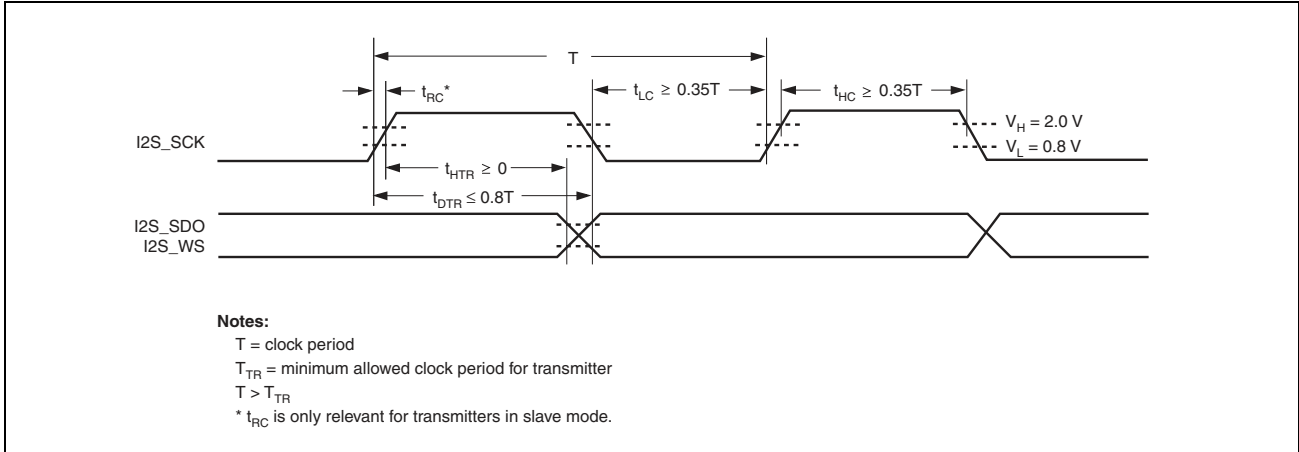 T
t_RC*
t_LC ≥ 0.35T
t_HC ≥ 0.35T
I2S_SCK
V_H = 2.0 V
V_L = 0.8 V
t_HTR ≥ 0
t_DTR ≤ 0.8T
I2S_SDO
I2S_WS
Notes:
T = clock period
T_TR = minimum allowed clock period for transmitter
T > T_TR
* t_RC is only relevant for transmitters in slave mode.